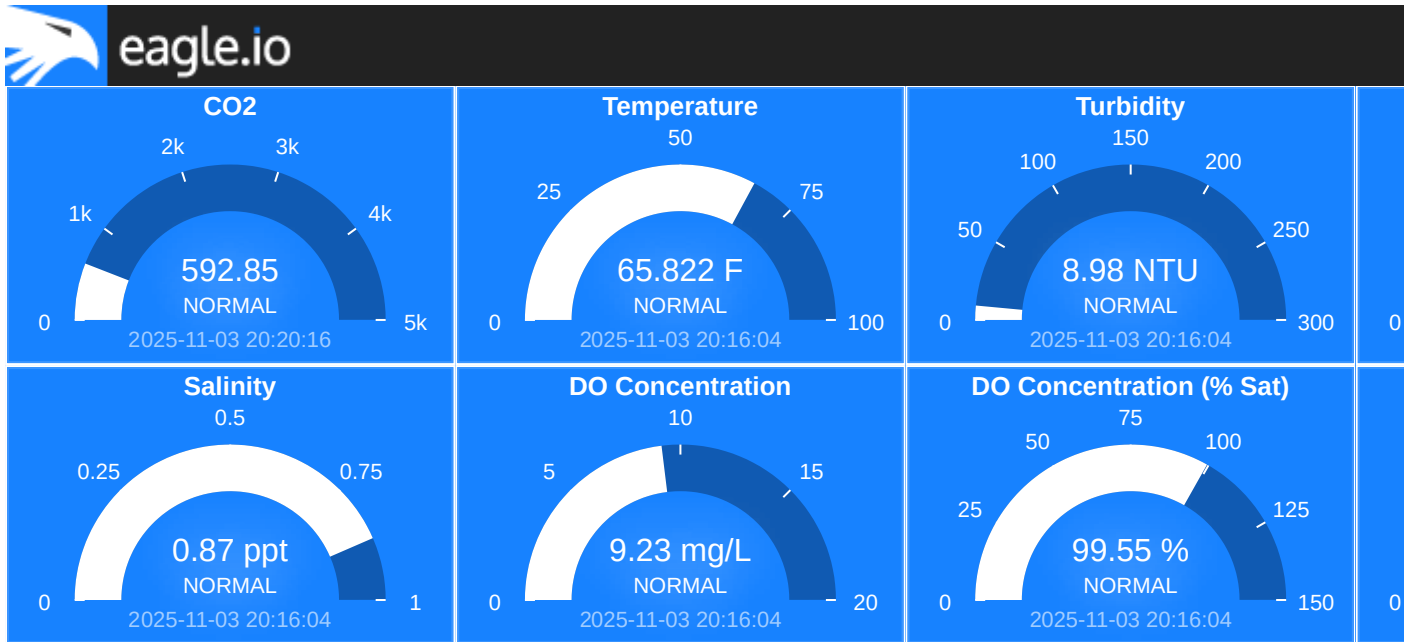 eagle.io
CO2
2k 3k
1k 4k
592.85
NORMAL
0 5k
2025-11-03 20:20:16
Temperature
50
25 75
65.822 F
NORMAL
0 100
2025-11-03 20:16:04
Turbidity
150
100 200
50 250
8.98 NTU
NORMAL
0 300
2025-11-03 20:16:04
0
Salinity
0.5
0.25 0.75
0.87 ppt
NORMAL
0 1
2025-11-03 20:16:04
DO Concentration
10
5 15
9.23 mg/L
NORMAL
0 20
2025-11-03 20:16:04
DO Concentration (% Sat)
75
50 100
25 125
99.55 %
NORMAL
0 150
2025-11-03 20:16:04
0